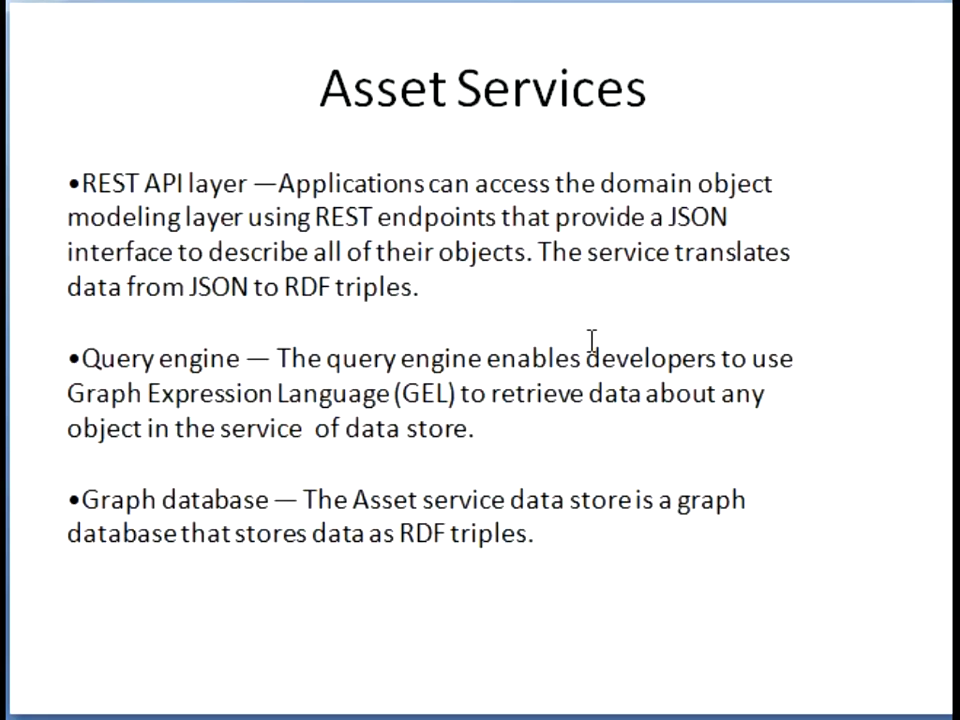 Asset Services
•REST API layer —Applications can access the domain object
modeling layer using REST endpoints that provide a JSON
interface to describe all of their objects. The service translates
data from JSON to RDF triples.
•Query engine — The query engine enables developers to use
Graph Expression Language (GEL) to retrieve data about any
object in the service of data store.
•Graph database — The Asset service data store is a graph
database that stores data as RDF triples.